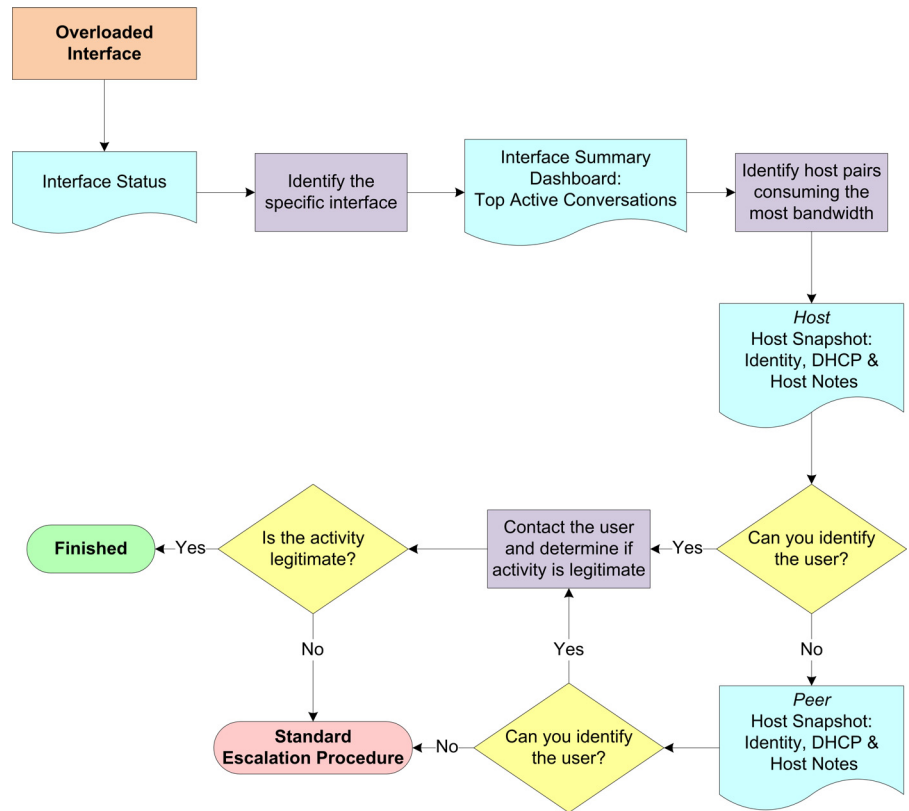 Overloaded
Interface
Interface Status
Identify the
specific interface
Interface Summary
Dashboard:
Top Active Conversations
Identify host pairs
consuming the
most bandwidth
Host
Host Snapshot:
Identity, DHCP &
Host Notes
Can you identify
the user?
Yes
Contact the user
and determine if
activity is legitimate
Is the activity
legitimate?
Yes
Finished
No
No
Yes
Peer
Host Snapshot:
Identity, DHCP &
Host Notes
Can you identify
the user?
No
Standard
Escalation Procedure